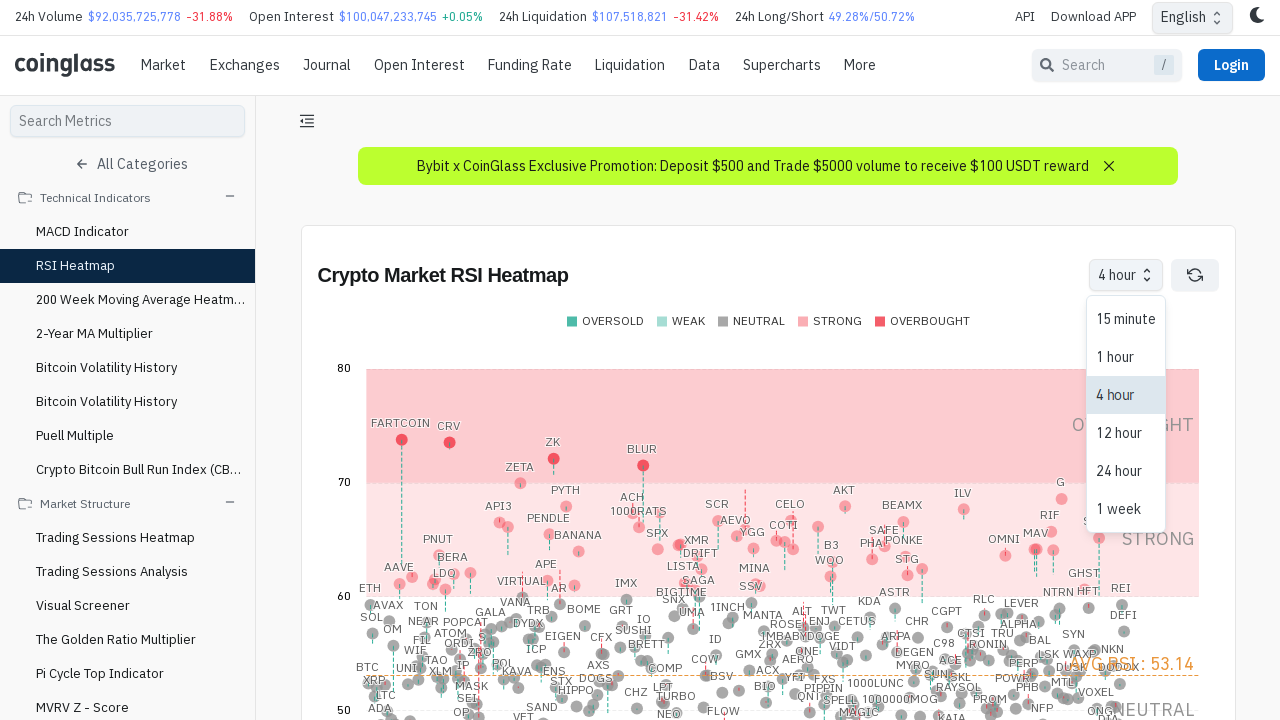 24h Volume $92,035,725,778 -31.88% Open Interest $100,047,233,745 +0.05% 24h Liquidation $107,518,821 -31.42% 24h Long/Short 49.28%/50.72% API Download APP English
coinglass Market Exchanges Journal Open Interest Funding Rate Liquidation Data Supercharts More Search / Login
Search Metrics
All Categories
Technical Indicators
MACD Indicator
RSI Heatmap
200 Week Moving Average Heatm...
2-Year MA Multiplier
Bitcoin Volatility History
Bitcoin Volatility History
Puell Multiple
Crypto Bitcoin Bull Run Index (CB...
Market Structure
Trading Sessions Heatmap
Trading Sessions Analysis
Visual Screener
The Golden Ratio Multiplier
Pi Cycle Top Indicator
MVRV Z - Score
Bybit x CoinGlass Exclusive Promotion: Deposit $500 and Trade $5000 volume to receive $100 USDT reward
Crypto Market RSI Heatmap
4 hour
15 minute
1 hour
4 hour
12 hour
24 hour
1 week
OVERSOLD WEAK NEUTRAL STRONG OVERBOUGHT
80
FARTCOIN CRV
ZK
BLUR
ZETA
70
G
PYTH ACH AKT ILV
API3 1000RATS SCR CELO BEAMX
PENDLE AEVO RIF
BANANA SPX YGG COTI SAFE MAV
PNUT XMR B3 PHA PONKE OMNI
STRONG
BERA DRIFT
AAVE APE LISTA MINA WOO STG
LDO VIRTUAL IMX SAGA GHST
60
ETH AR BIGTIME SSV ASTR NTRN HFT REI
AVAX TON VANA SNX KDA RLC LEVER
SOL TRB BOME GRT UMA 1INCH MANTA ALT TWT CGPT DEFI
NEAR POPCAT GALA DYDX IO ROSE ENJ CETUS CHR ALPHA
OM ATOM EIGEN CFX SUSHI ID MBABYDOGE ARPA CTSI TRU SYN
FIL ORDI BRETT ZRX VIDT C98 RONIN BAL
WIF ZRO ICP COW GMX ONE DEGEN LSK WAXP NKN
BTC TAO IP POL AXS AERO ACE PERP
AVG RSI : 53.14
UNI XLM KAVA ENS COMP ACX MYRO DUSK
XRP MASK STX DOGS BSV YFI FXS SUN SKL POWR
LTC SEI HIPPO CHZ LPT BIO PIPPIN 1000LUNC RAYSOL PHB MTL VOXEL
ADA SAND TURBO SPELL 1000000MOG PROM NFP
50
OP VET NEO FLOW MAGIC KAIA ONG
NEUTRAL